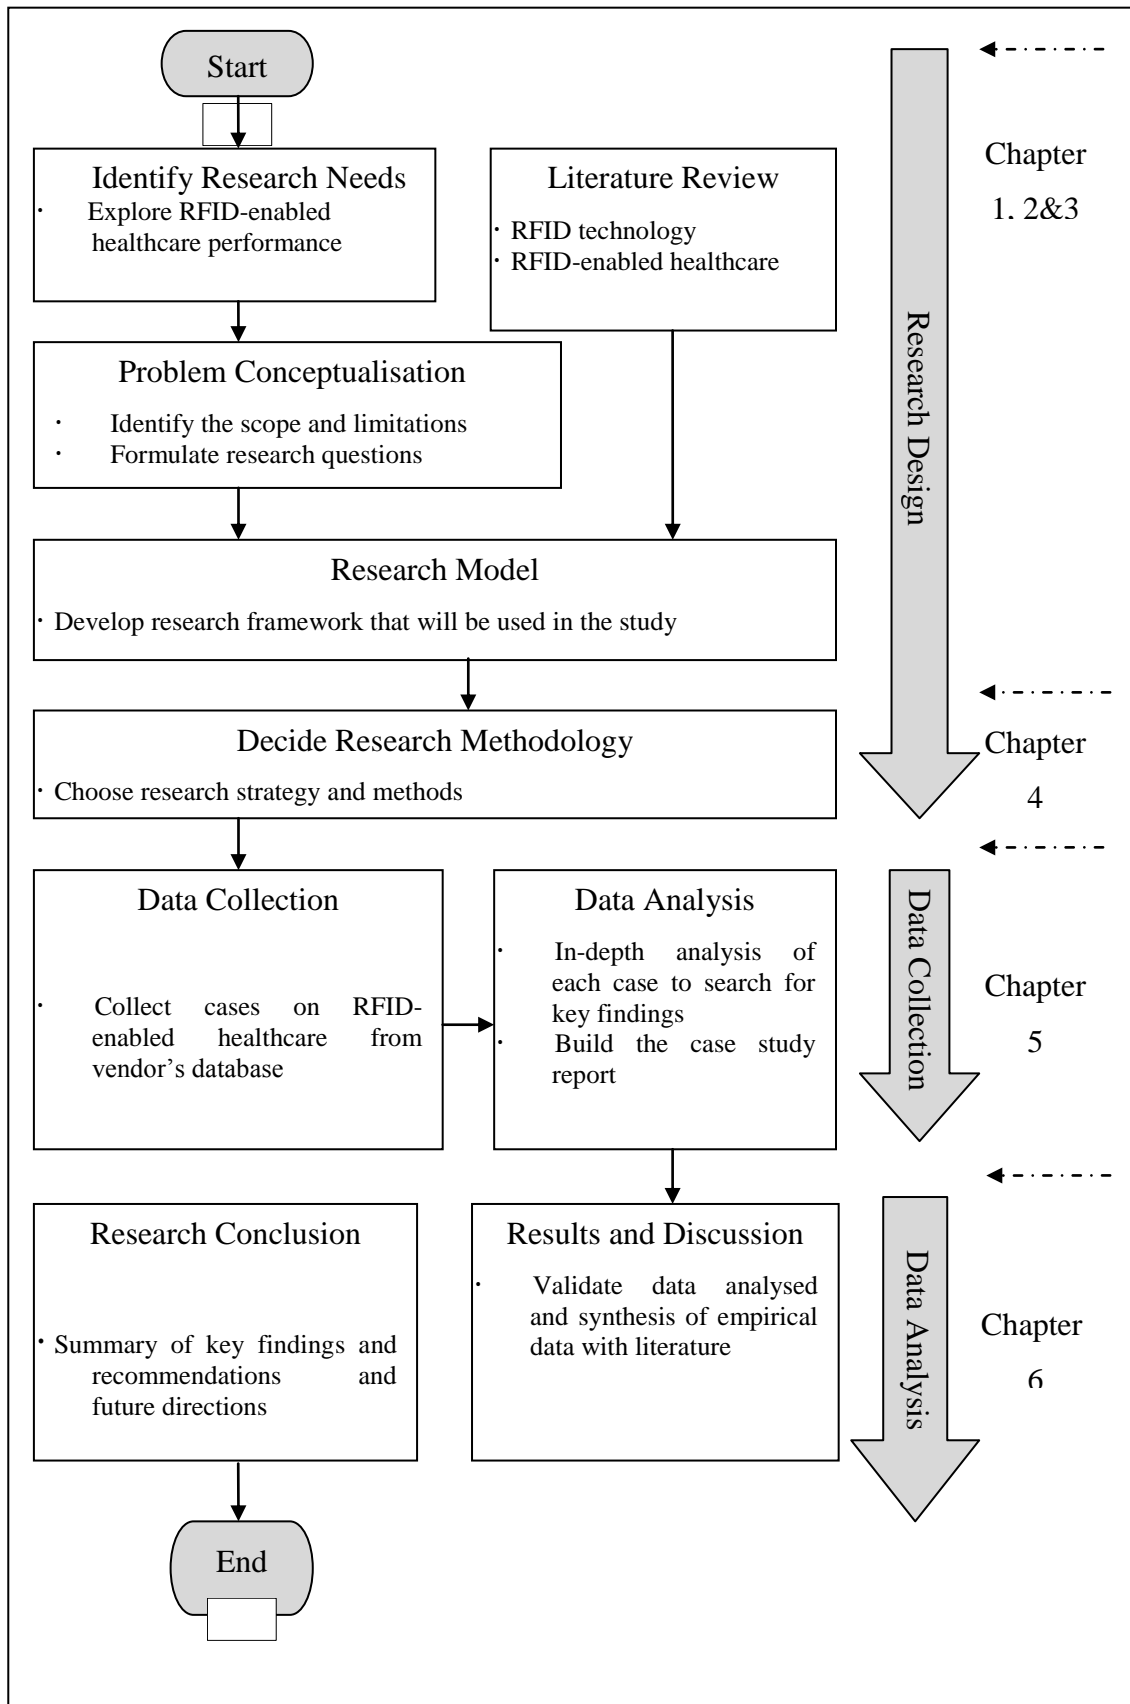 Start
Identify Research Needs
· Explore RFID-enabled
healthcare performance
Literature Review
· RFID technology
· RFID-enabled healthcare
Chapter
1, 2&3
Problem Conceptualisation
· Identify the scope and limitations
· Formulate research questions
Research Design
Research Model
· Develop research framework that will be used in the study
Decide Research Methodology
· Choose research strategy and methods
Chapter
4
Data Collection
· Collect cases on RFID-
enabled healthcare from
vendor’s database
Data Analysis
· In-depth analysis of
each case to search for
key findings
· Build the case study
report
Data Collection
Chapter
5
Research Conclusion
· Summary of key findings and
recommendations and
future directions
Results and Discussion
· Validate data analysed
and synthesis of empirical
data with literature
Data Analysis
Chapter
6
End